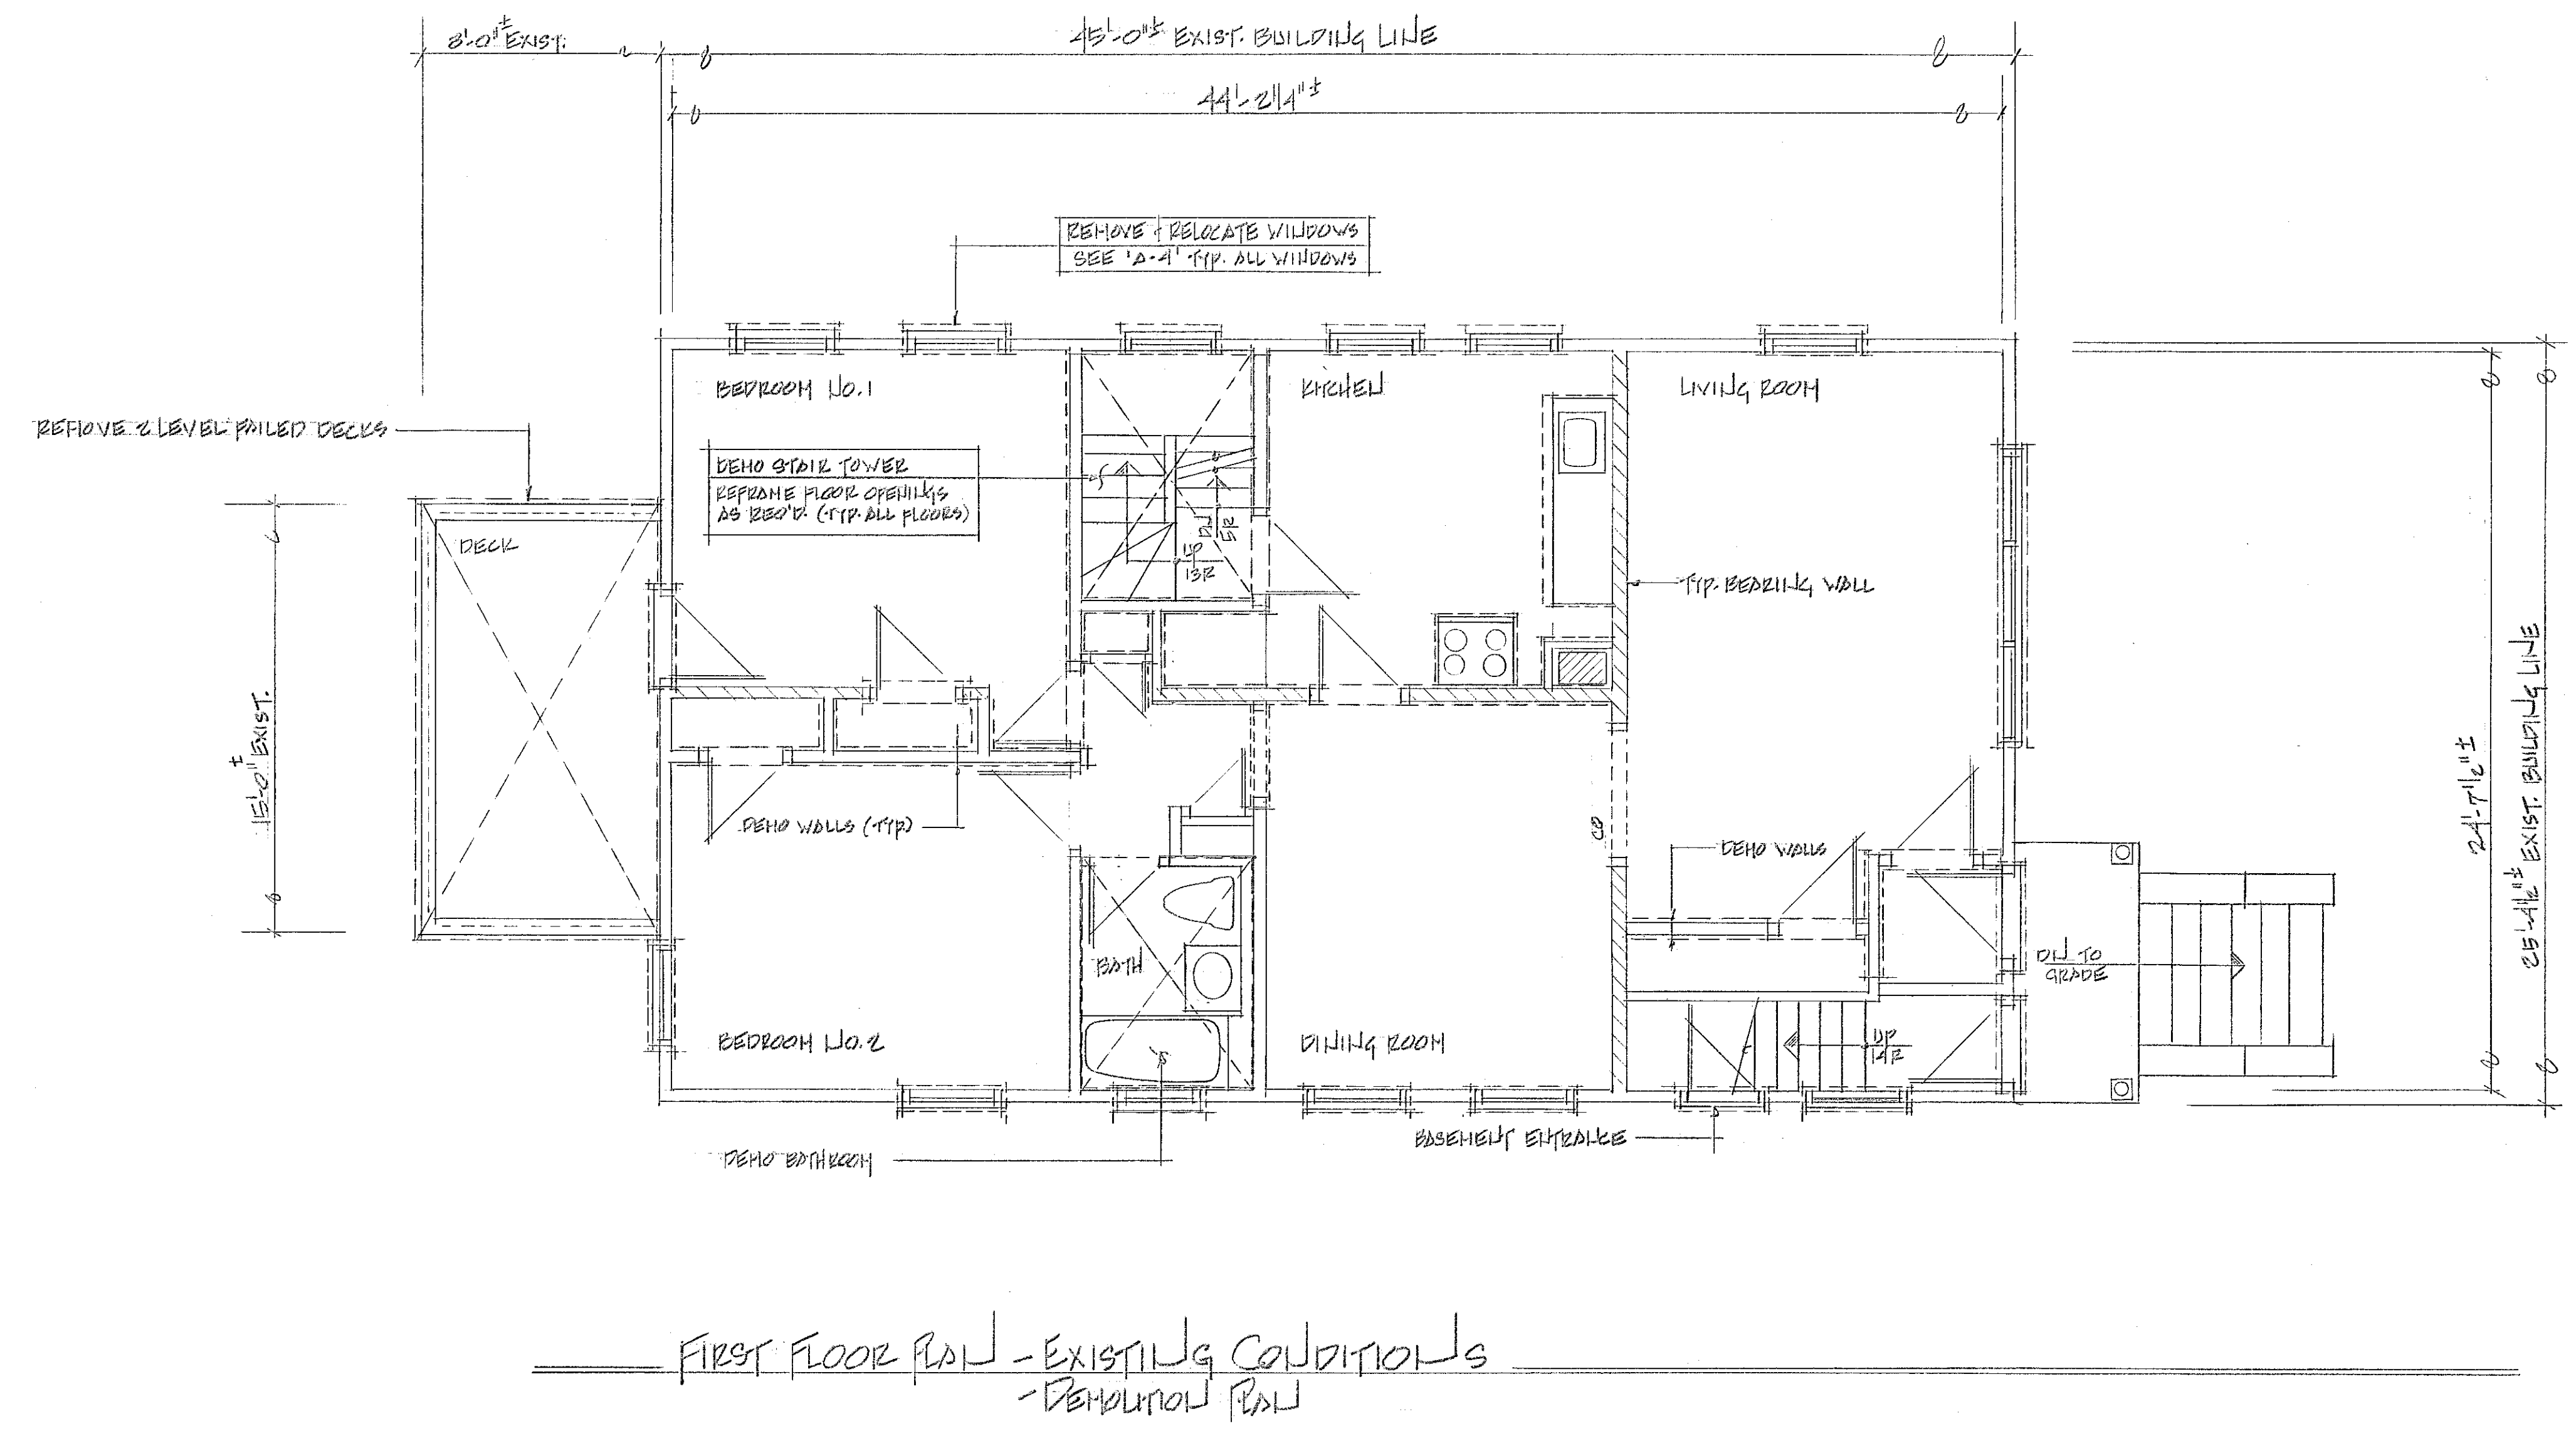 8'-0"± EXIST.
45'-0"± EXIST. BUILDING LINE
44'-2 1/4"±
REMOVE + RELOCATE WINDOWS
SEE 'A-4' TYP. ALL WINDOWS
BEDROOM NO. 1
KITCHEN
LIVING ROOM
REMOVE 2 LEVEL FAILED DECKS
DEMO STAIR TOWER
REFRAME FLOOR OPENINGS
AS REQ'D. (TYP. ALL FLOORS)
DECK
DN
5R
UP
13R
TYP. BEARING WALL
15'-0"± EXIST.
DEMO WALLS (TYP)
CO
DEMO WALLS
24'-7 1/2"±
25'-4 1/2"± EXIST. BUILDING LINE
BATH
DN TO
GRADE
BEDROOM NO. 2
DINING ROOM
UP
14R
BASEMENT ENTRANCE
DEMO BATHROOM
FIRST FLOOR PLAN - EXISTING CONDITIONS
- DEMOLITION PLAN